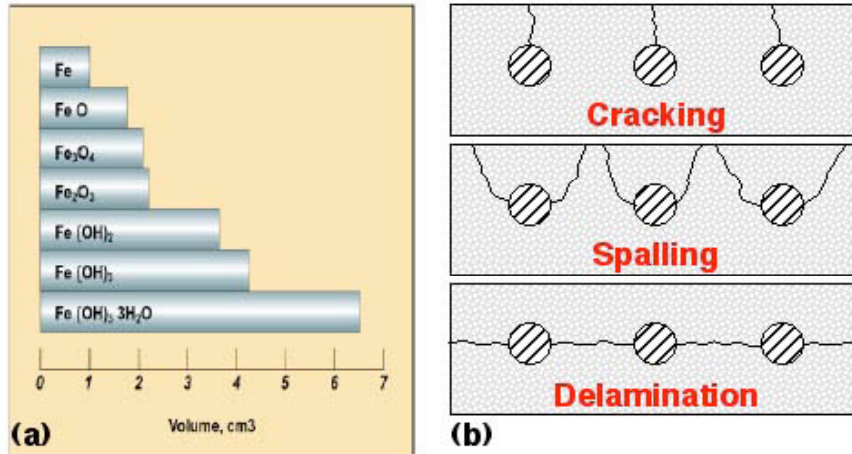 Fe
Fe O
Fe₃O₄
Fe₂O₃
Fe (OH)₂
Fe (OH)₃
Fe (OH)₃ 3H₂O
0 1 2 3 4 5 6 7
Volume, cm3
(a)
Cracking
Spalling
Delamination
(b)